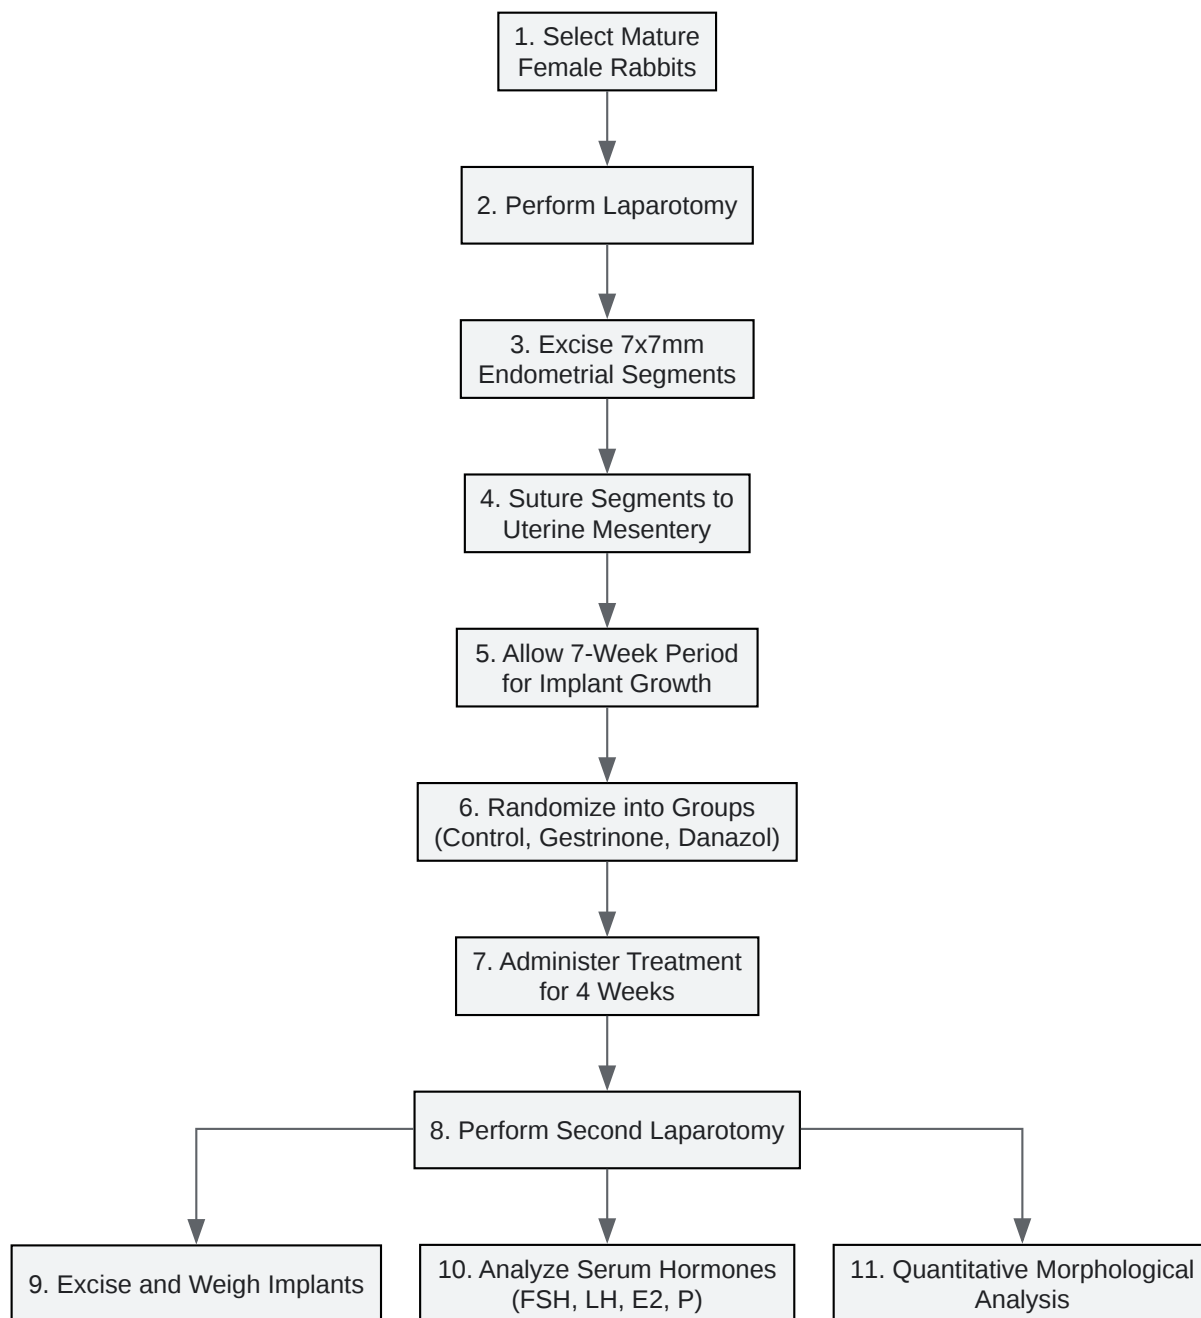 1. Select Mature
Female Rabbits
2. Perform Laparotomy
3. Excise 7x7mm
Endometrial Segments
4. Suture Segments to
Uterine Mesentery
5. Allow 7-Week Period
for Implant Growth
6. Randomize into Groups
(Control, Gestrinone, Danazol)
7. Administer Treatment
for 4 Weeks
8. Perform Second Laparotomy
9. Excise and Weigh Implants
10. Analyze Serum Hormones
(FSH, LH, E2, P)
11. Quantitative Morphological
Analysis